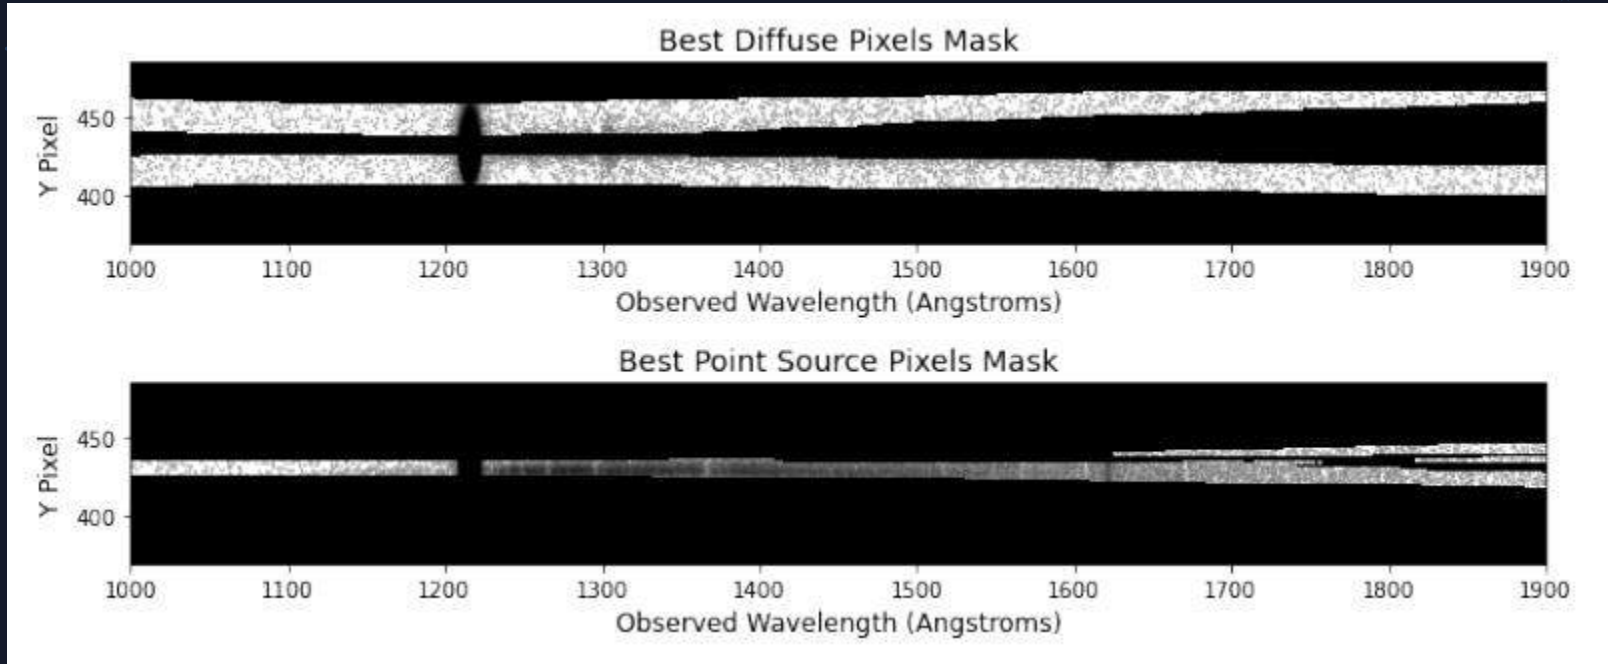 Best Diffuse Pixels Mask
450
400
Y Pixel
1000 1100 1200 1300 1400 1500 1600 1700 1800 1900
Observed Wavelength (Angstroms)
Best Point Source Pixels Mask
450
400
Y Pixel
1000 1100 1200 1300 1400 1500 1600 1700 1800 1900
Observed Wavelength (Angstroms)